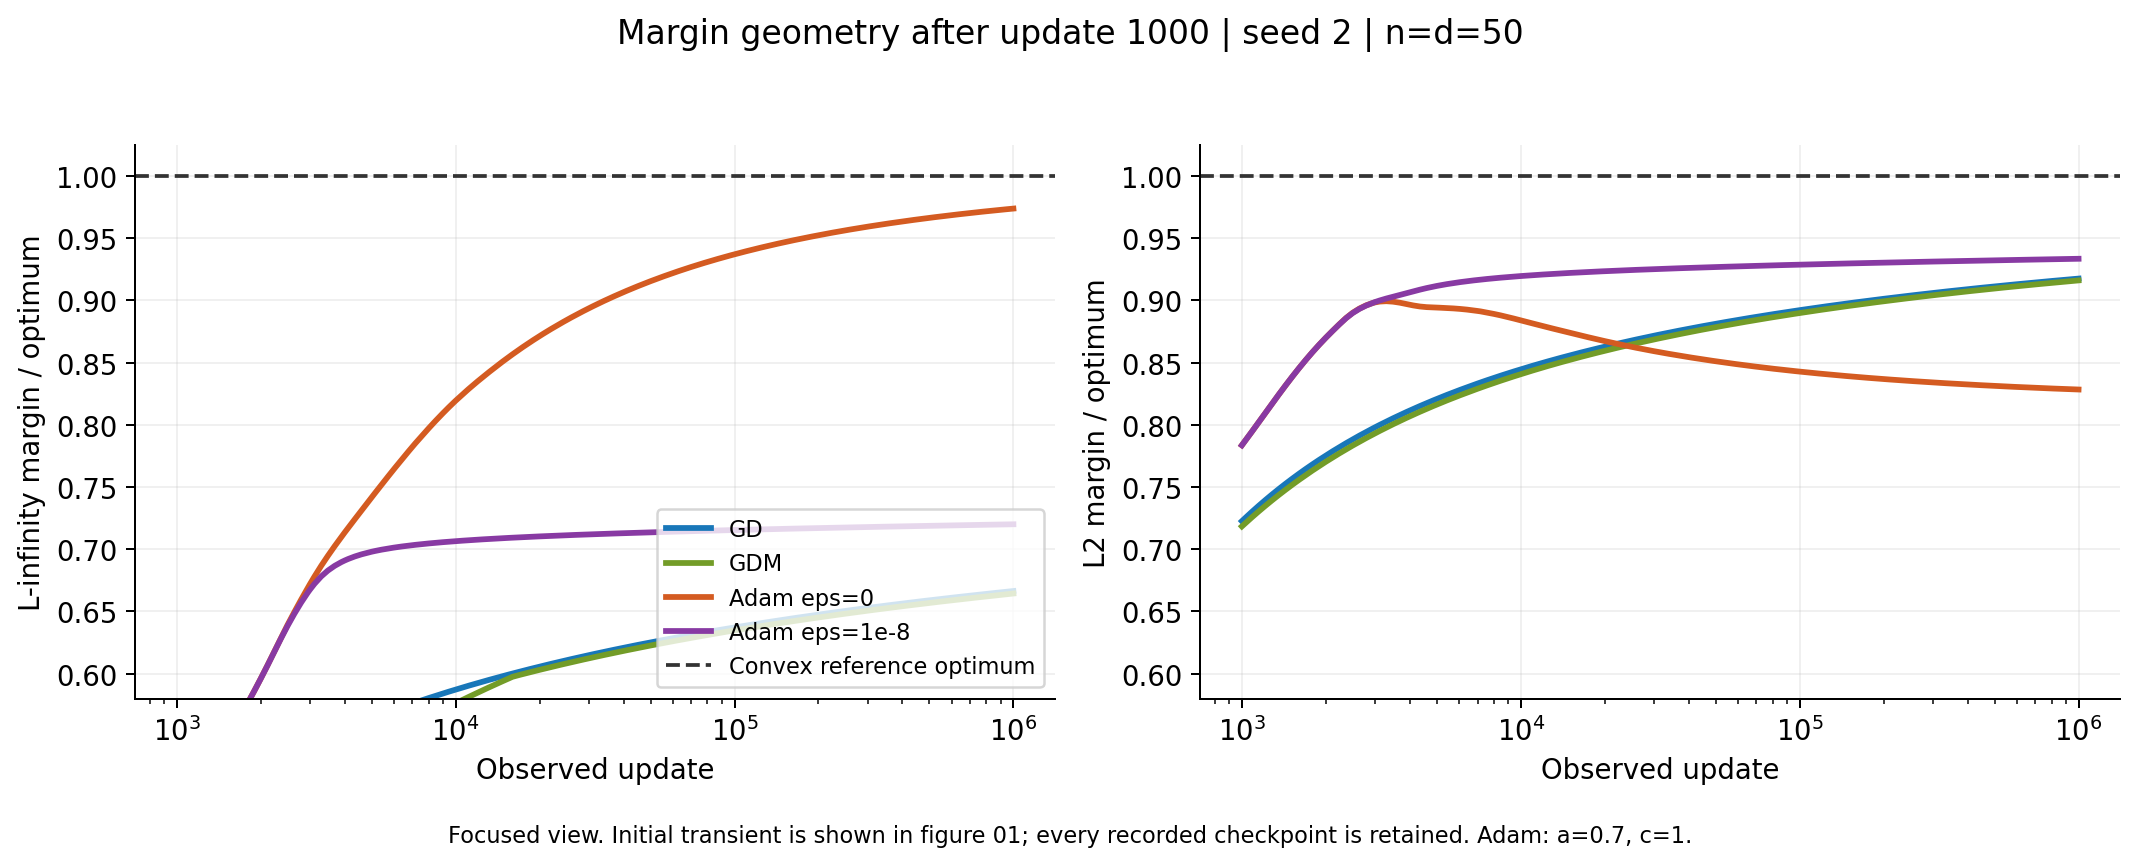 Margin geometry after update 1000 | seed 2 | n=d=50
L-infinity margin / optimum
1.00
0.95
0.90
0.85
0.80
0.75
0.70
0.65
0.60
10³
10⁴
10⁵
10⁶
Observed update
GD
GDM
Adam eps=0
Adam eps=1e-8
Convex reference optimum
L2 margin / optimum
1.00
0.95
0.90
0.85
0.80
0.75
0.70
0.65
0.60
10³
10⁴
10⁵
10⁶
Observed update
Focused view. Initial transient is shown in figure 01; every recorded checkpoint is retained. Adam: a=0.7, c=1.